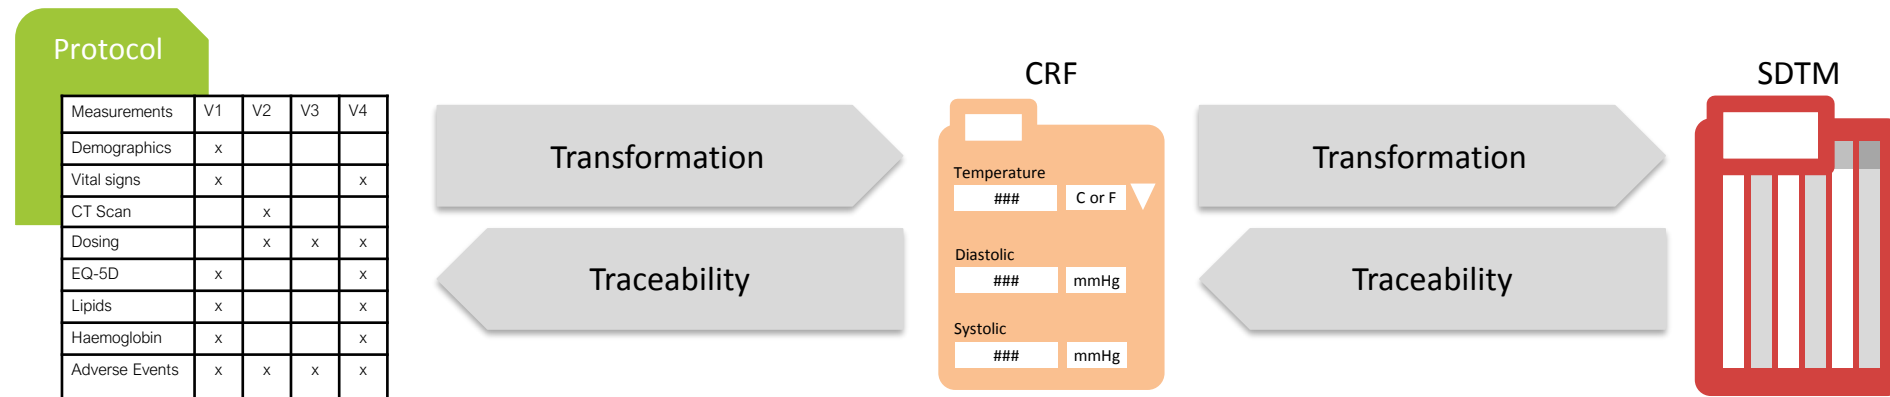 Protocol
Measurements V1 V2 V3 V4
Demographics x
Vital signs x x
CT Scan x
Dosing x x x
EQ-5D x x
Lipids x x
Haemoglobin x x
Adverse Events x x x x
Transformation
Traceability
CRF
Temperature
### C or F
Diastolic
### mmHg
Systolic
### mmHg
Transformation
Traceability
SDTM